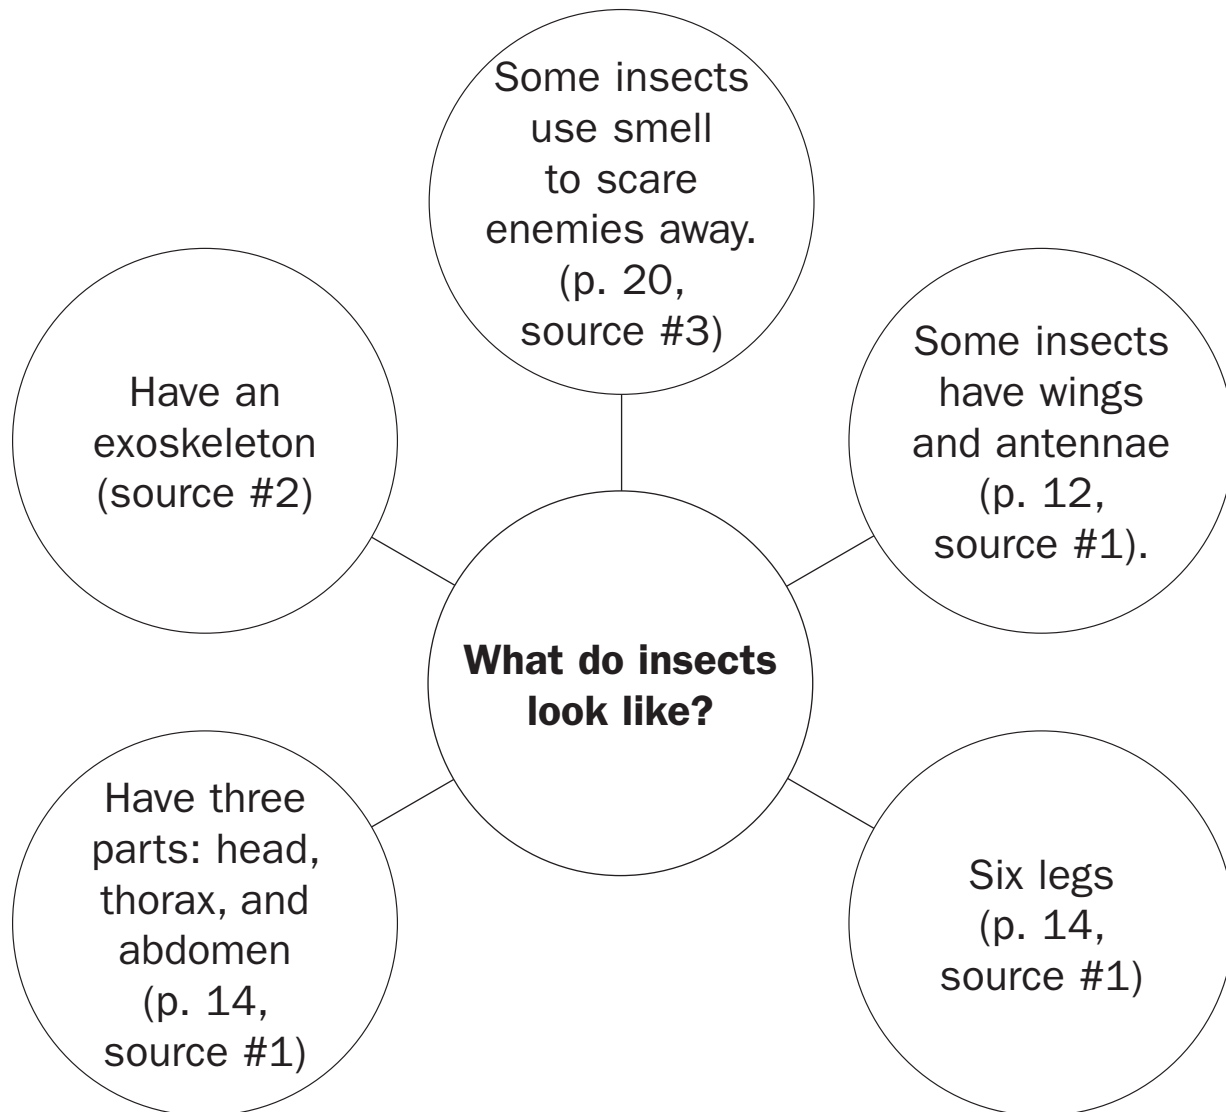 Some insects
use smell
to scare
enemies away.
(p. 20,
source #3)
Have an
exoskeleton
(source #2)
Some insects
have wings
and antennae
(p. 12,
source #1).
What do insects
look like?
Have three
parts: head,
thorax, and
abdomen
(p. 14,
source #1)
Six legs
(p. 14,
source #1)